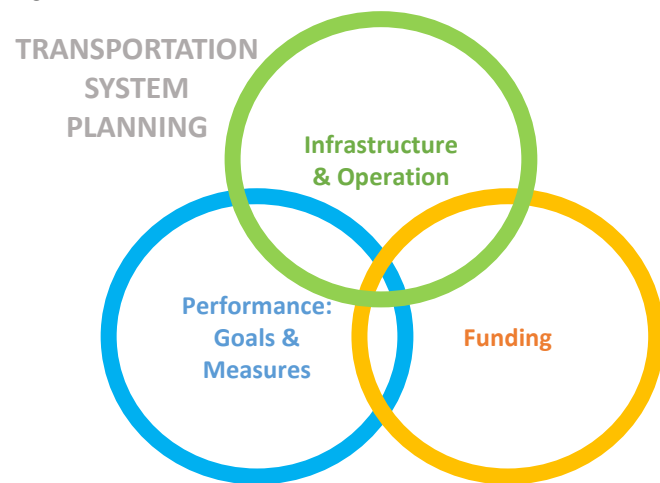 TRANSPORTATION
SYSTEM
PLANNING
Infrastructure
& Operation
Performance:
Goals &
Measures
Funding